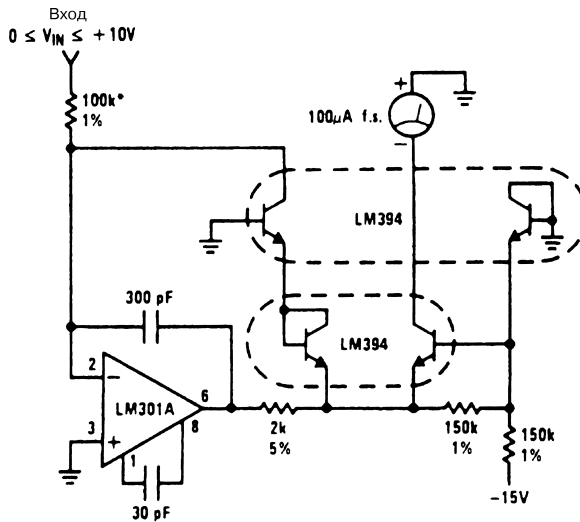 Вход
0 ≤ VIN ≤ +10V
100k*
1%
+
100µA f.s.
−
LM394
300 pF
LM394
2
−
6
LM301A
3
+
8
1
30 pF
2k
5%
150k
1%
150k
1%
−15V